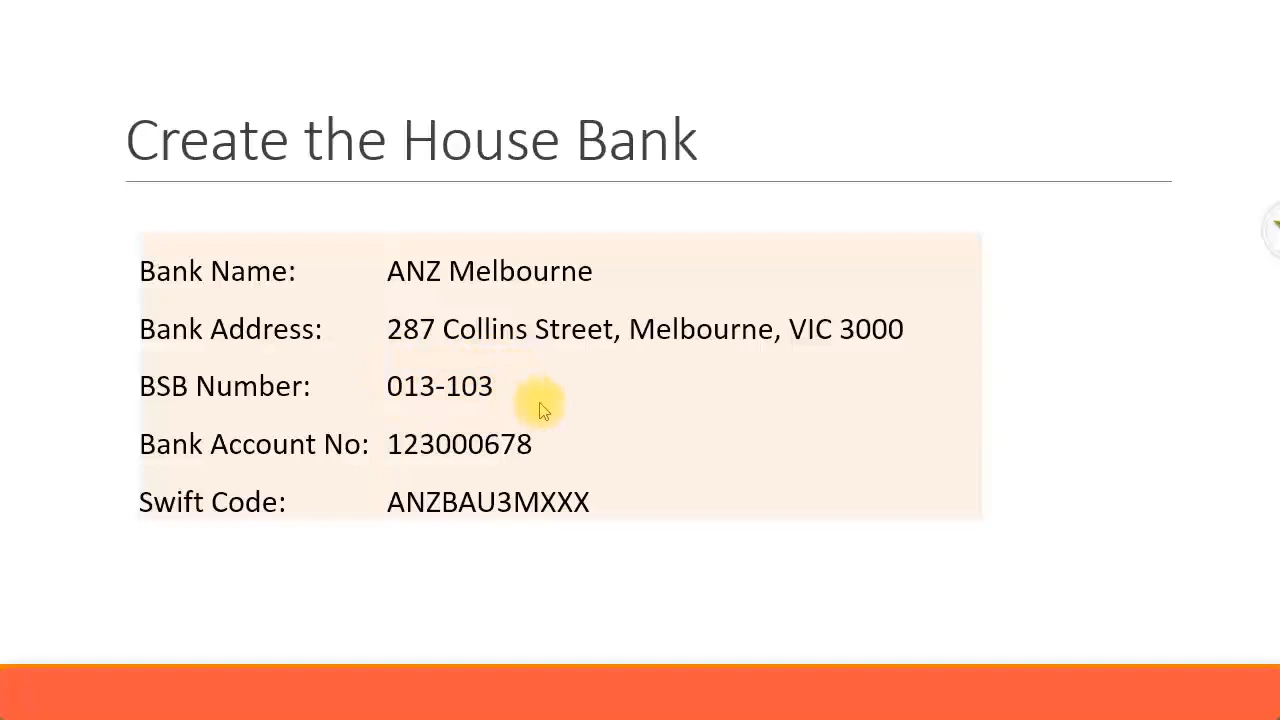 Create the House Bank
Bank Name: ANZ Melbourne
Bank Address: 287 Collins Street, Melbourne, VIC 3000
BSB Number: 013-103
Bank Account No: 123000678
Swift Code: ANZBAU3MXXX